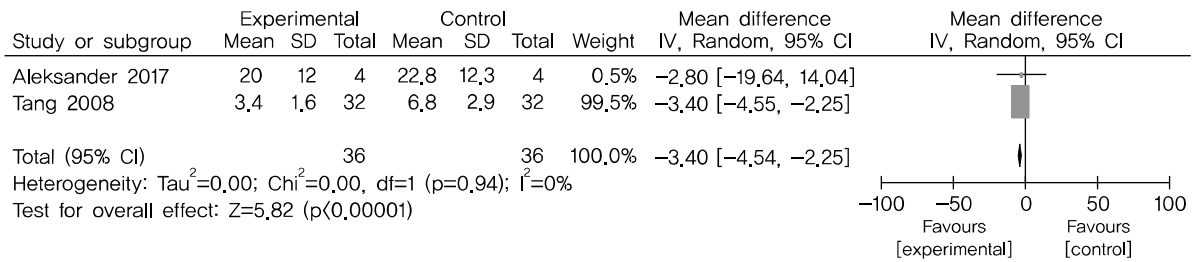 Experimental Control Mean difference Mean difference
Study or subgroup Mean SD Total Mean SD Total Weight IV, Random, 95% CI IV, Random, 95% CI
Aleksander 2017 20 12 4 22.8 12.3 4 0.5% −2.80 [−19.64, 14.04]
Tang 2008 3.4 1.6 32 6.8 2.9 32 99.5% −3.40 [−4.55, −2.25]
Total (95% CI) 36 36 100.0% −3.40 [−4.54, −2.25]
Heterogeneity: Tau²=0.00; Chi²=0.00, df=1 (p=0.94); I²=0%
Test for overall effect: Z=5.82 (p<0.00001)
−100 −50 0 50 100
Favours Favours
[experimental] [control]